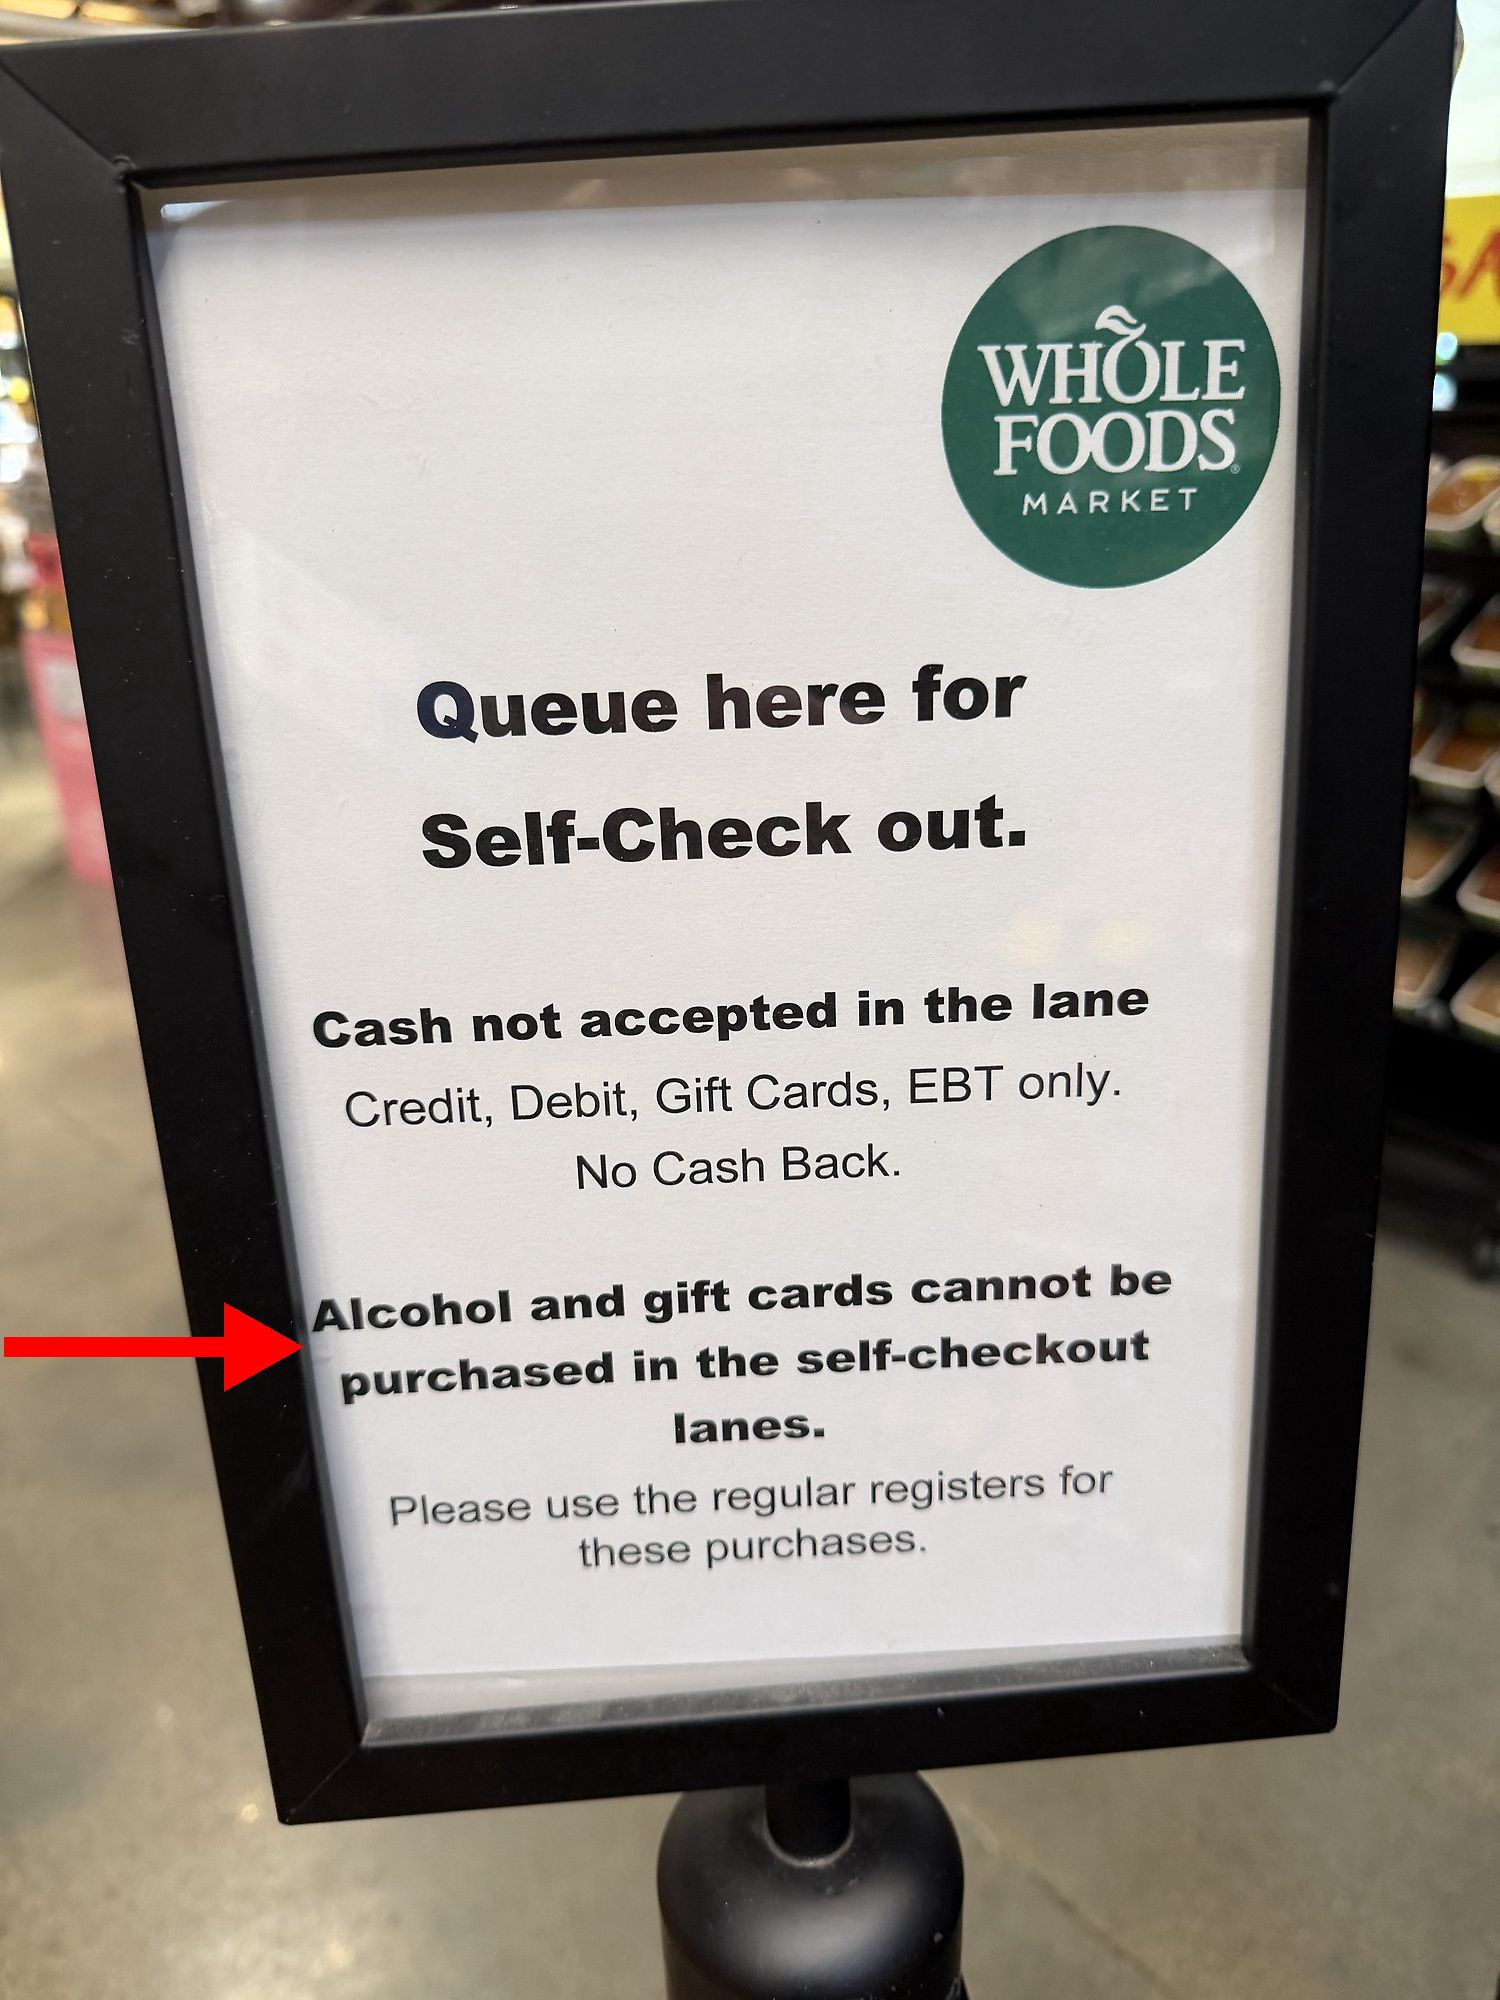 WHOLE
FOODS
MARKET
Queue here for
Self-Check out.
Cash not accepted in the lane
Credit, Debit, Gift Cards, EBT only.
No Cash Back.
Alcohol and gift cards cannot be
purchased in the self-checkout
lanes.
Please use the regular registers for
these purchases.